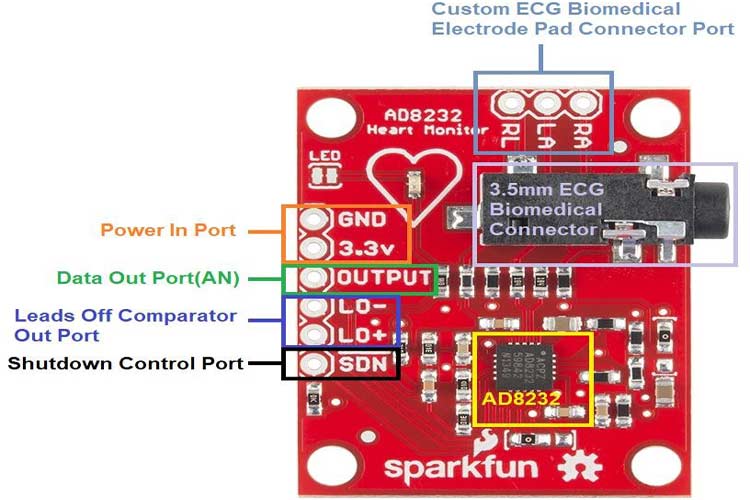 Custom ECG Biomedical
Electrode Pad Connector Port
AD8232
Heart Monitor
RL
LA
RA
LED
3.5mm ECG
Biomedical
Connector
Power In Port
GND
3.3v
Data Out Port(AN)
OUTPUT
Leads Off Comparator
Out Port
LO-
LO+
Shutdown Control Port
SDN
AD8232
sparkfun